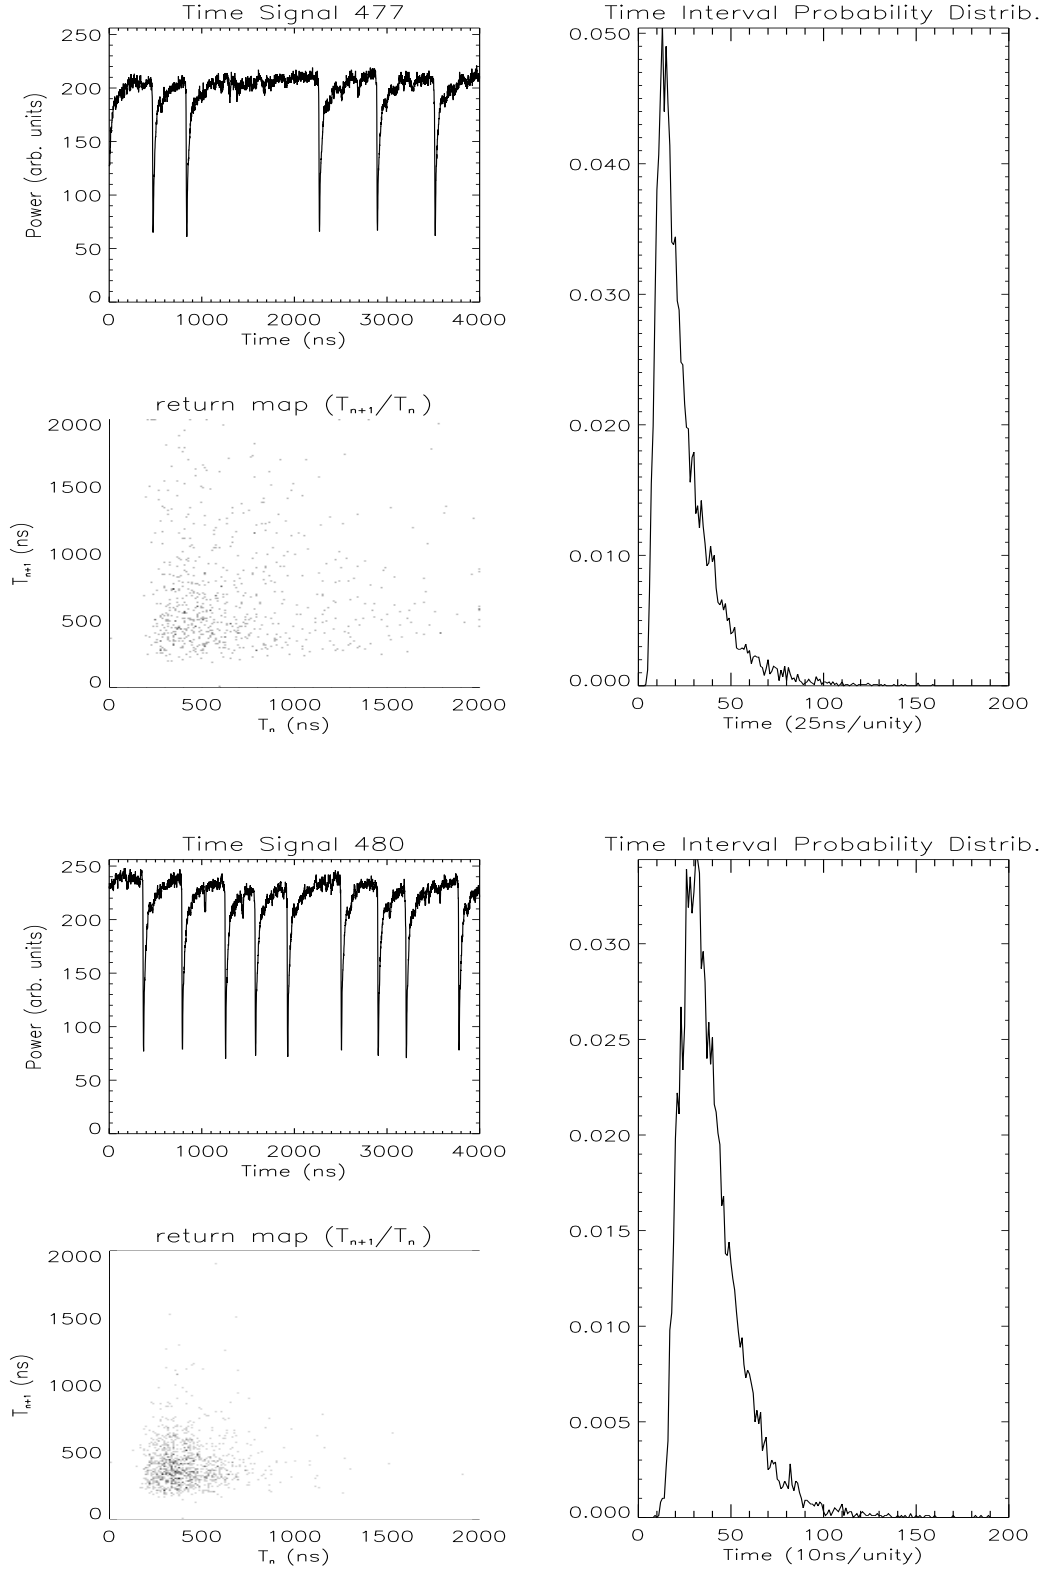 Time Signal 477
Time Interval Probability Distrib.
250
200
150
100
50
0
Power (arb. units)
0 1000 2000 3000 4000
Time (ns)
return map (Tn+1/Tn)
2000
1500
1000
500
0
Tn+1 (ns)
0 500 1000 1500 2000
Tn (ns)
0.050
0.040
0.030
0.020
0.010
0.000
0 50 100 150 200
Time (25ns/unity)
Time Signal 480
Time Interval Probability Distrib.
250
200
150
100
50
0
Power (arb. units)
0 1000 2000 3000 4000
Time (ns)
return map (Tn+1/Tn)
2000
1500
1000
500
0
Tn+1 (ns)
0 500 1000 1500 2000
Tn (ns)
0.030
0.025
0.020
0.015
0.010
0.005
0.000
0 50 100 150 200
Time (10ns/unity)